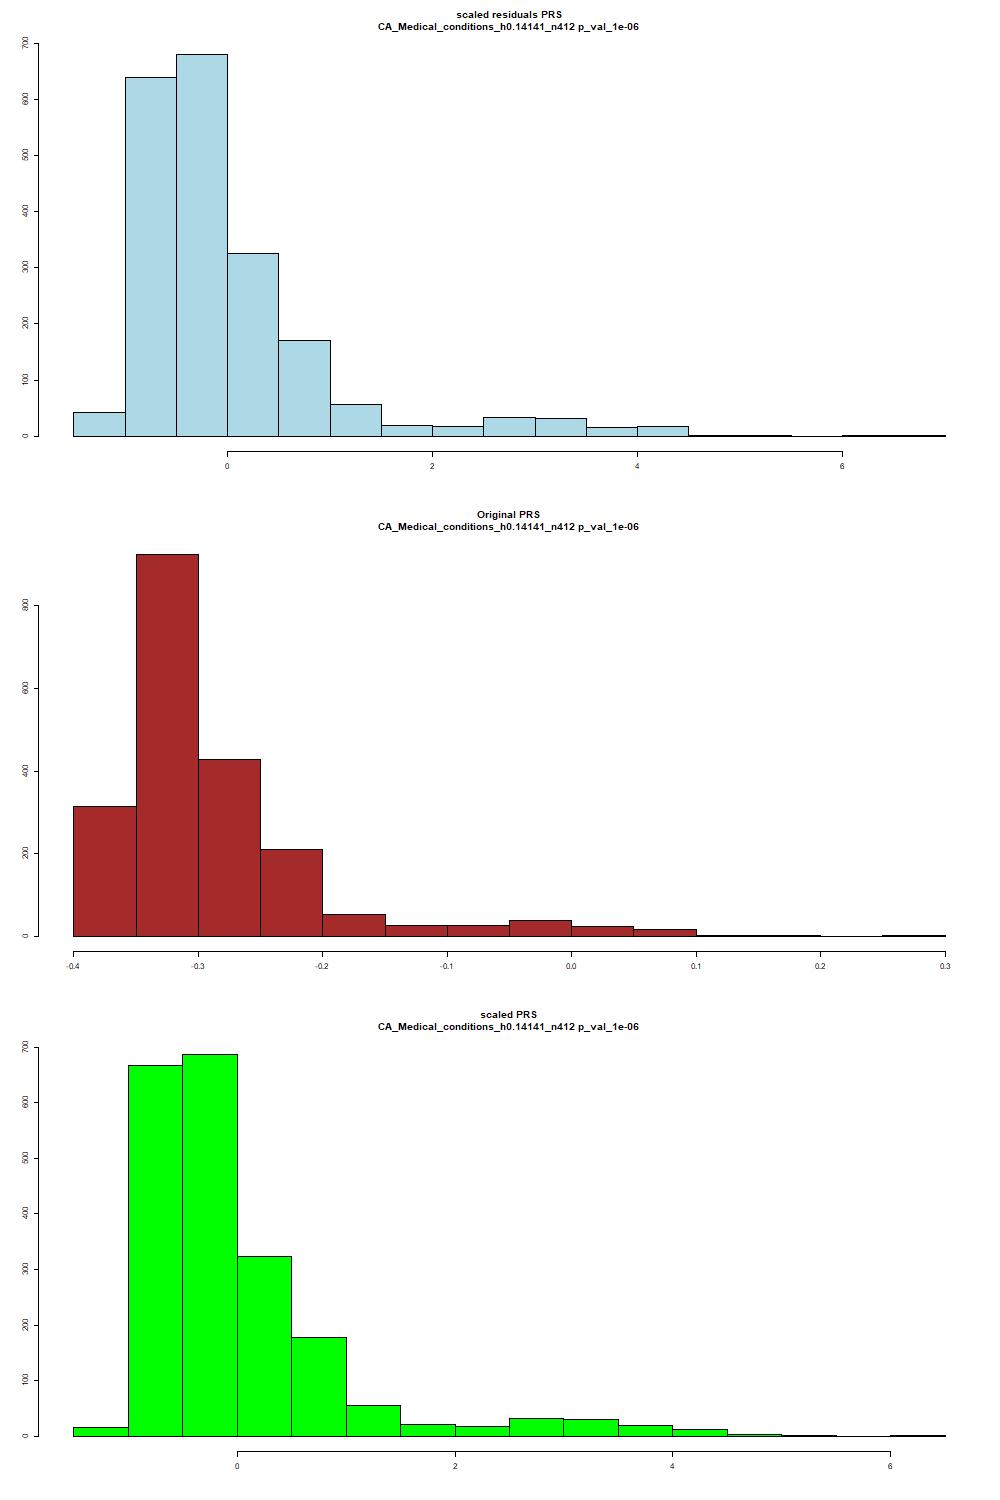 scaled residuals PRS
CA_Medical_conditions_h0.14141_n412 p_val_1e-06
700
600
500
400
300
200
100
0
0 2 4 6
Original PRS
CA_Medical_conditions_h0.14141_n412 p_val_1e-06
800
600
400
200
0
-0.4 -0.3 -0.2 -0.1 0.0 0.1 0.2 0.3
scaled PRS
CA_Medical_conditions_h0.14141_n412 p_val_1e-06
700
600
500
400
300
200
100
0
0 2 4 6